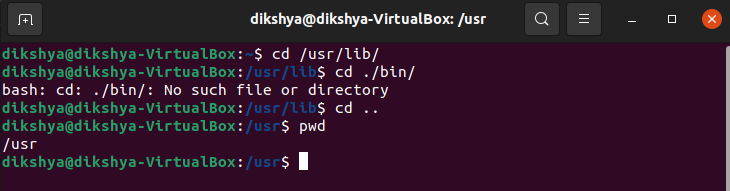 dikshya@dikshya-VirtualBox: /usr
dikshya@dikshya-VirtualBox:~$ cd /usr/lib/
dikshya@dikshya-VirtualBox:/usr/lib$ cd ./bin/
bash: cd: ./bin/: No such file or directory
dikshya@dikshya-VirtualBox:/usr/lib$ cd ..
dikshya@dikshya-VirtualBox:/usr$ pwd
/usr
dikshya@dikshya-VirtualBox:/usr$